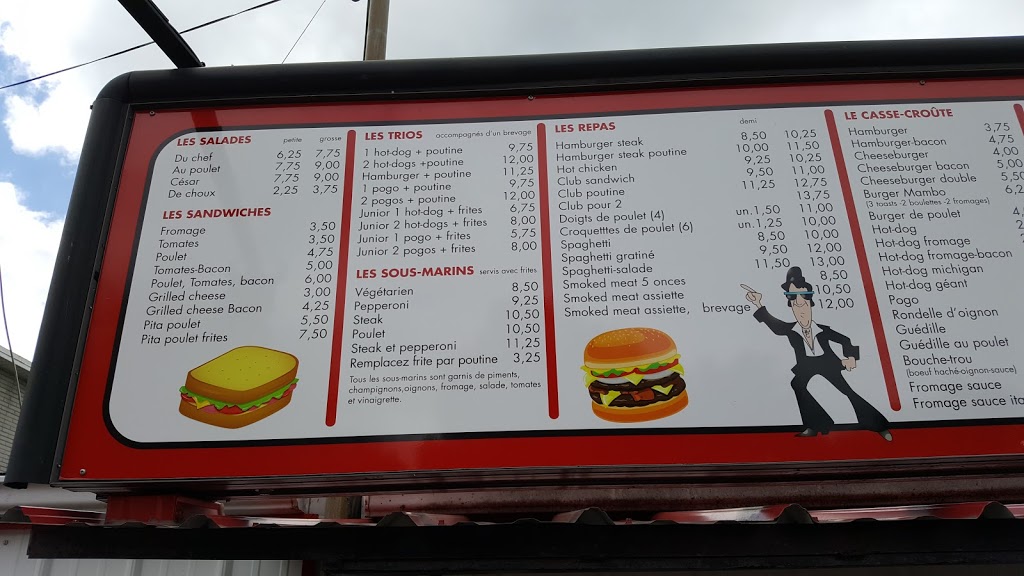 LES SALADES petite grosse
Du chef 6,25 7,75
Au poulet 7,75 9,00
César 7,75 9,00
De choux 2,25 3,75
LES SANDWICHES
Fromage 3,50
Tomates 3,50
Poulet 4,75
Tomates-Bacon 5,00
Poulet, Tomates, bacon 6,00
Grilled cheese 3,00
Grilled cheese Bacon 4,25
Pita poulet 5,50
Pita poulet frites 7,50
LES TRIOS accompagnés d'un brevage
1 hot-dog + poutine 9,75
2 hot-dogs +poutine 12,00
Hamburger + poutine 11,25
1 pogo + poutine 9,75
2 pogos + poutine 12,00
Junior 1 hot-dog + frites 6,75
Junior 2 hot-dogs + frites 8,00
Junior 1 pogo + frites 5,75
Junior 2 pogos + frites 8,00
LES SOUS-MARINS servis avec frites
Végétarien 8,50
Pepperoni 9,25
Steak 10,50
Poulet 10,50
Steak et pepperoni 11,25
Remplacez frite par poutine 3,25
Tous les sous-marins sont garnis de piments,
champignons,oignons, fromage, salade, tomates
et vinaigrette.
LES REPAS demi
Hamburger steak 8,50 10,25
Hamburger steak poutine 10,00 11,50
Hot chicken 9,25 10,25
Club sandwich 9,50 11,00
Club poutine 11,25 12,75
Club pour 2 13,75
Doigts de poulet (4) un.1,50 11,00
Croquetttes de poulet (6) un.1,25 10,00
Spaghetti 8,50 10,00
Spaghetti gratiné 9,50 12,00
Spaghetti-salade 11,50 13,00
Smoked meat 5 onces 8,50
Smoked meat assiette 10,50
Smoked meat assiette, brevage 12,00
LE CASSE-CROÛTE
Hamburger 3,75
Hamburger-bacon 4,75
Cheeseburger 4,00
Cheeseburger bacon 5,00
Cheeseburger double 5,50
Burger Mambo 6,2
(3 toasts -2 boulettes -2 fromages)
Burger de poulet 4
Hot-dog 2
Hot-dog fromage
Hot-dog fromage-bacon
Hot-dog michigan
Hot-dog géant
Pogo
Rondelle d'oignon
Guédille
Guédille au poulet
Bouche-trou
(boeuf haché-oignon-sauce)
Fromage sauce
Fromage sauce ita